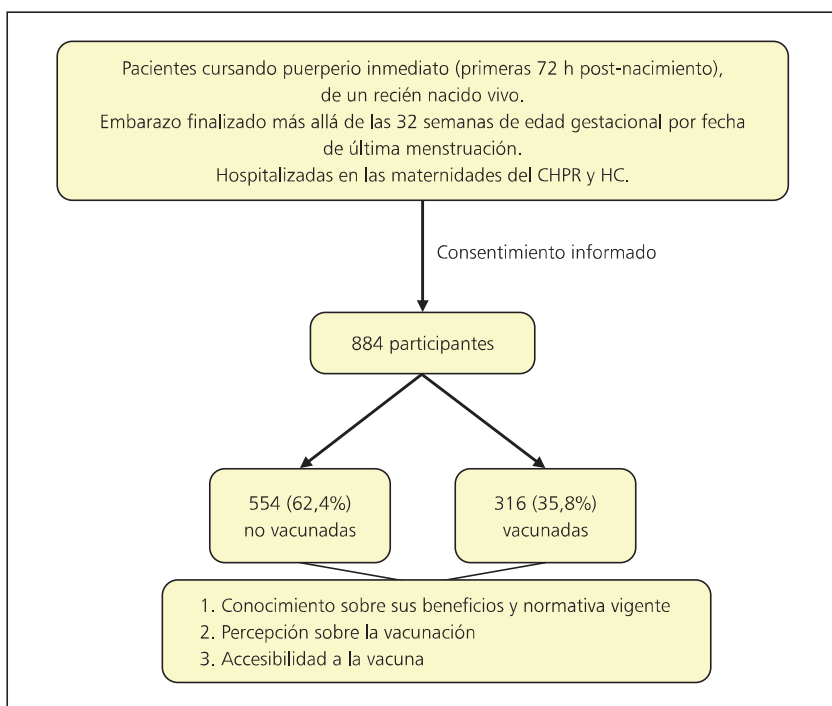 Pacientes cursando puerperio inmediato (primeras 72 h post-nacimiento),
de un recién nacido vivo.
Embarazo finalizado más allá de las 32 semanas de edad gestacional por fecha
de última menstruación.
Hospitalizadas en las maternidades del CHPR y HC.
Consentimiento informado
884 participantes
554 (62,4%)
no vacunadas
316 (35,8%)
vacunadas
1. Conocimiento sobre sus beneficios y normativa vigente
2. Percepción sobre la vacunación
3. Accesibilidad a la vacuna